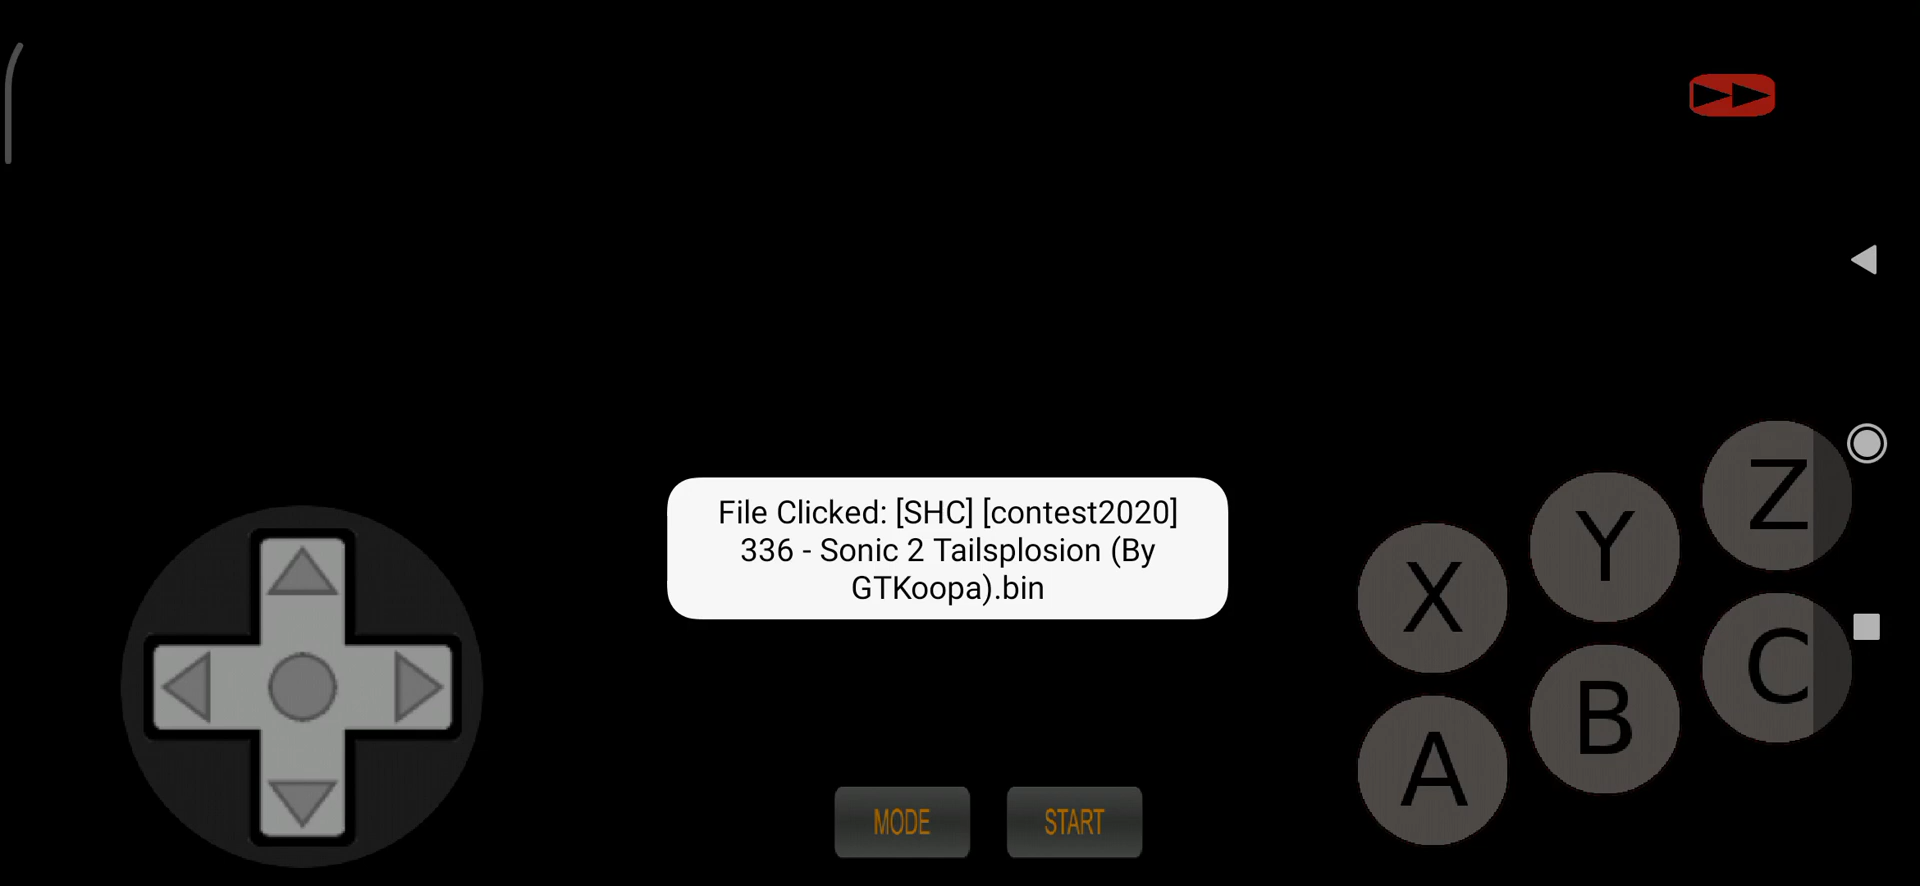 File Clicked: [SHC] [contest2020]
336 - Sonic 2 Tailsplosion (By
GTKoopa).bin
Z
Y
X
C
B
A
MODE
START